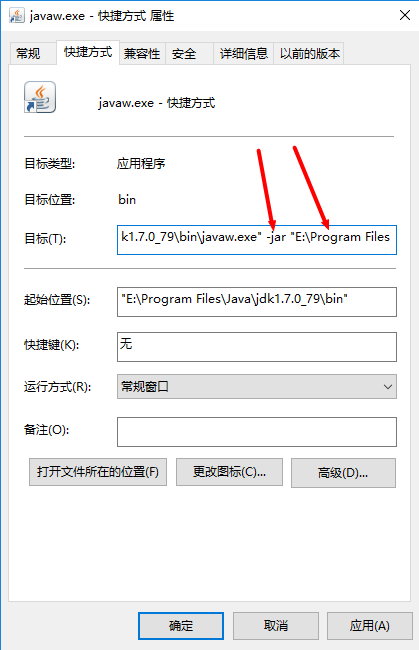 javaw.exe - 快捷方式 属性
常规 快捷方式 兼容性 安全 详细信息 以前的版本
javaw.exe - 快捷方式
目标类型: 应用程序
目标位置: bin
目标(T): k1.7.0_79\bin\javaw.exe" -jar "E:\Program Files
起始位置(S): "E:\Program Files\Java\jdk1.7.0_79\bin"
快捷键(K): 无
运行方式(R): 常规窗口
备注(O):
打开文件所在的位置(F) 更改图标(C)... 高级(D)...
确定 取消 应用(A)